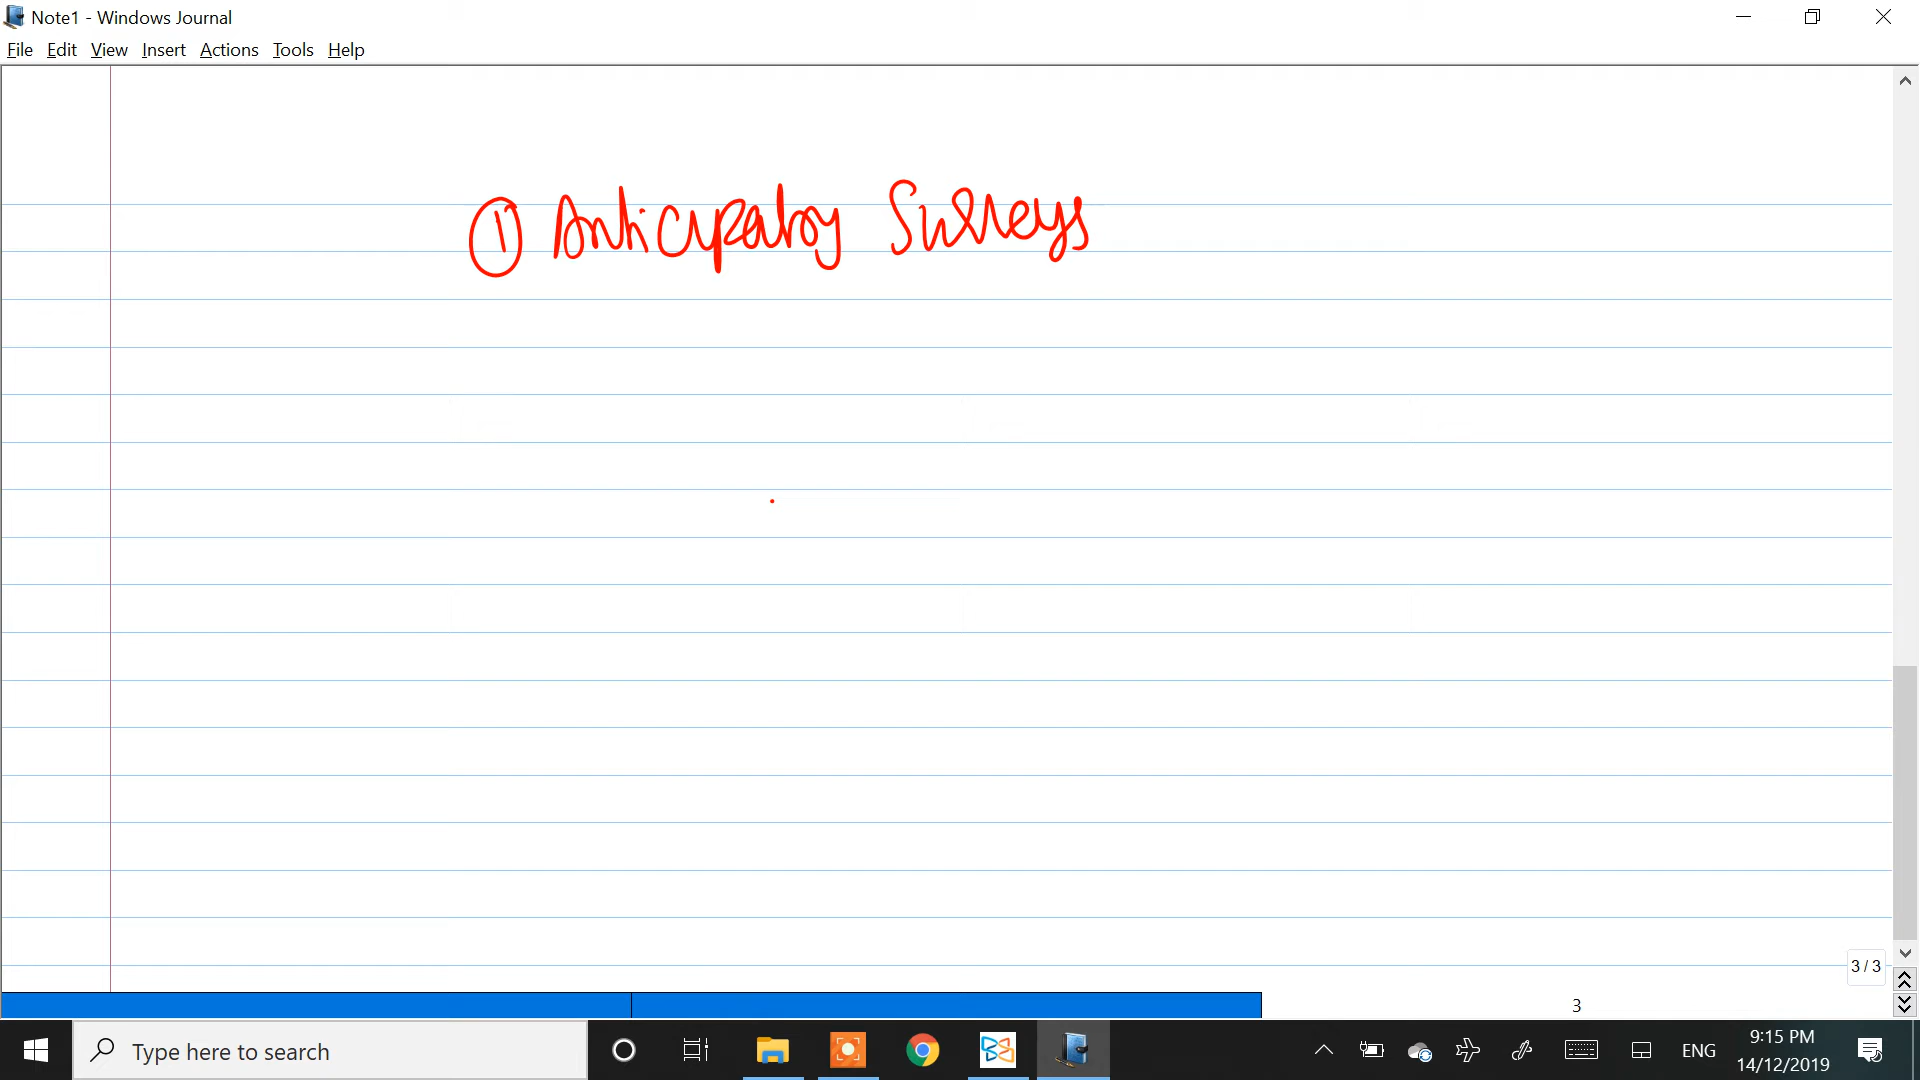 Note1 - Windows Journal
File Edit View Insert Actions Tools Help
① Anticipatory Surveys
3 / 3
3
Type here to search
ENG
9:15 PM
14/12/2019